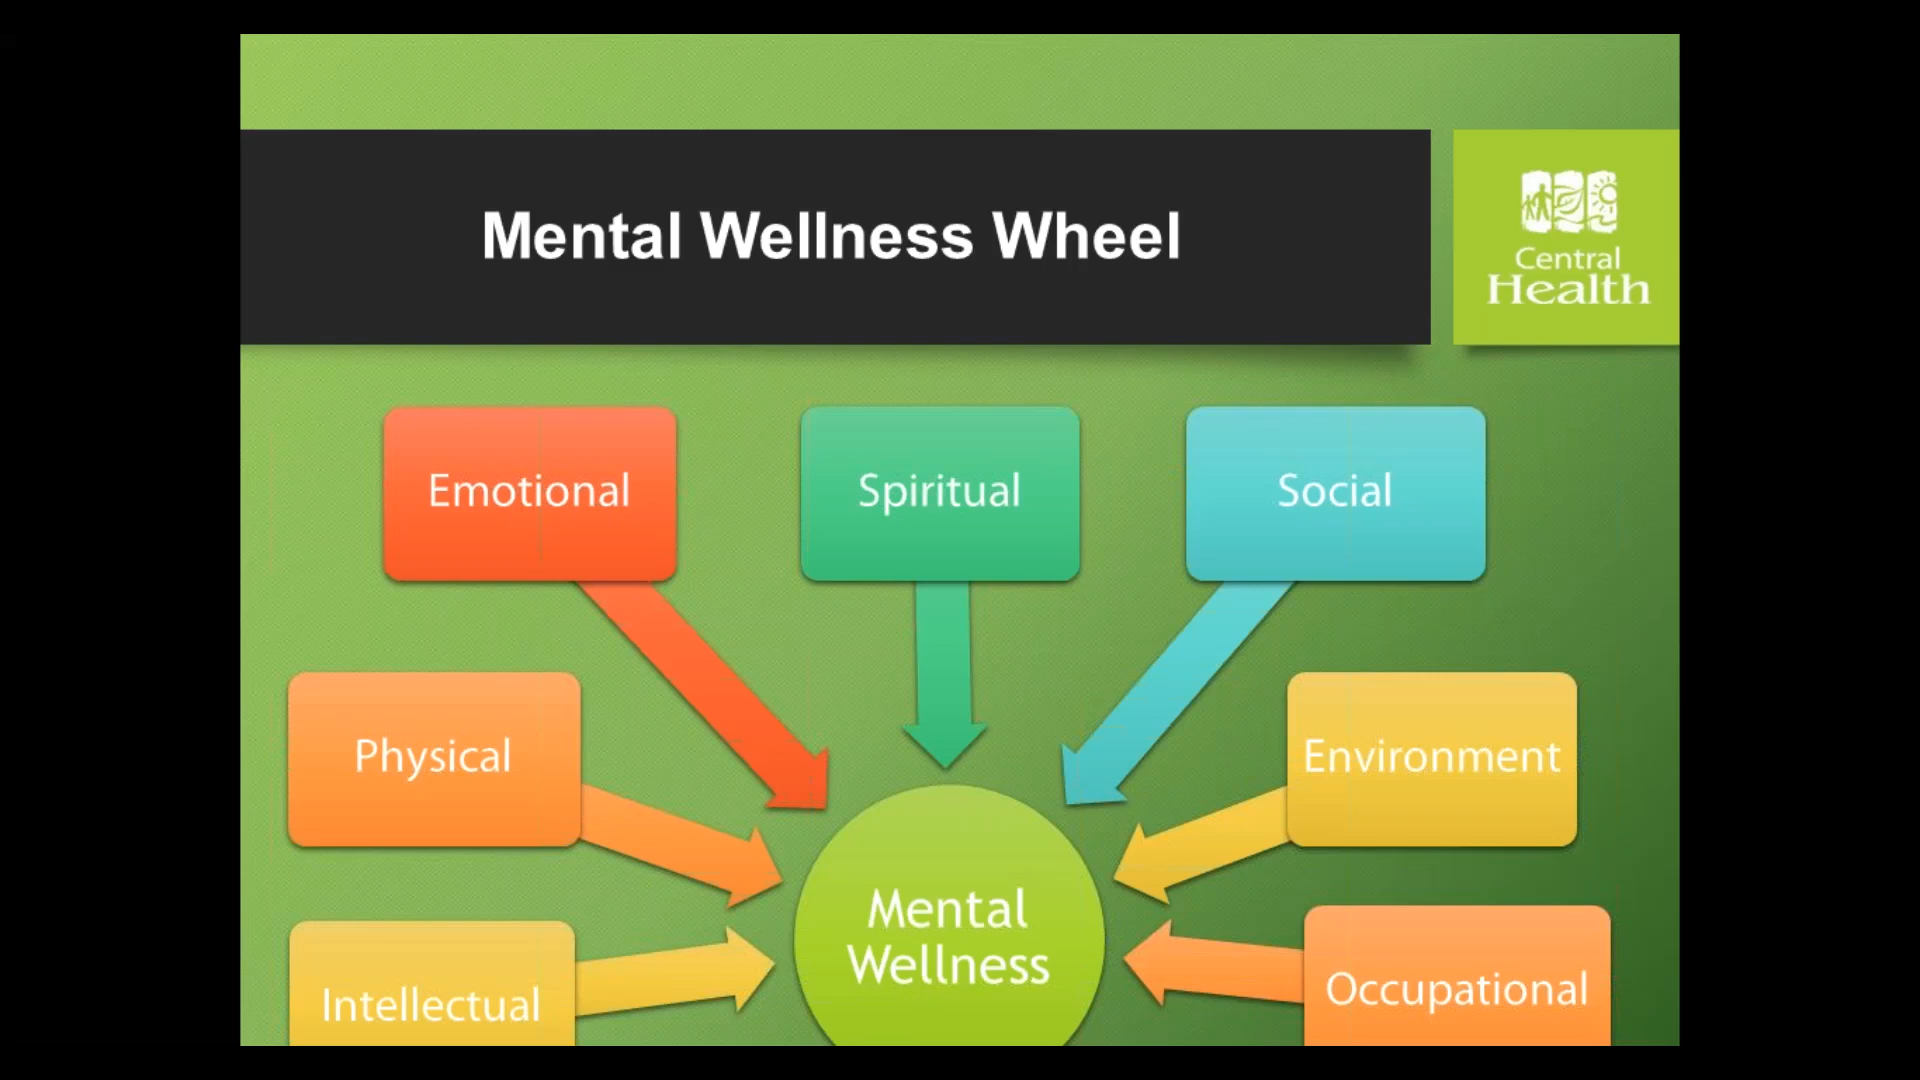 Mental Wellness Wheel
Central
Health
Emotional
Spiritual
Social
Physical
Environment
Mental
Wellness
Intellectual
Occupational